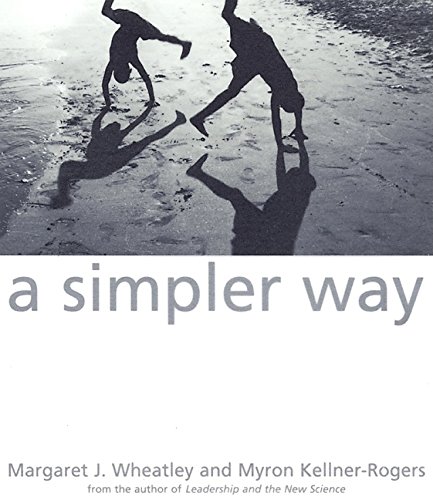 a simpler way
Margaret J. Wheatley and Myron Kellner-Rogers
from the author of Leadership and the New Science